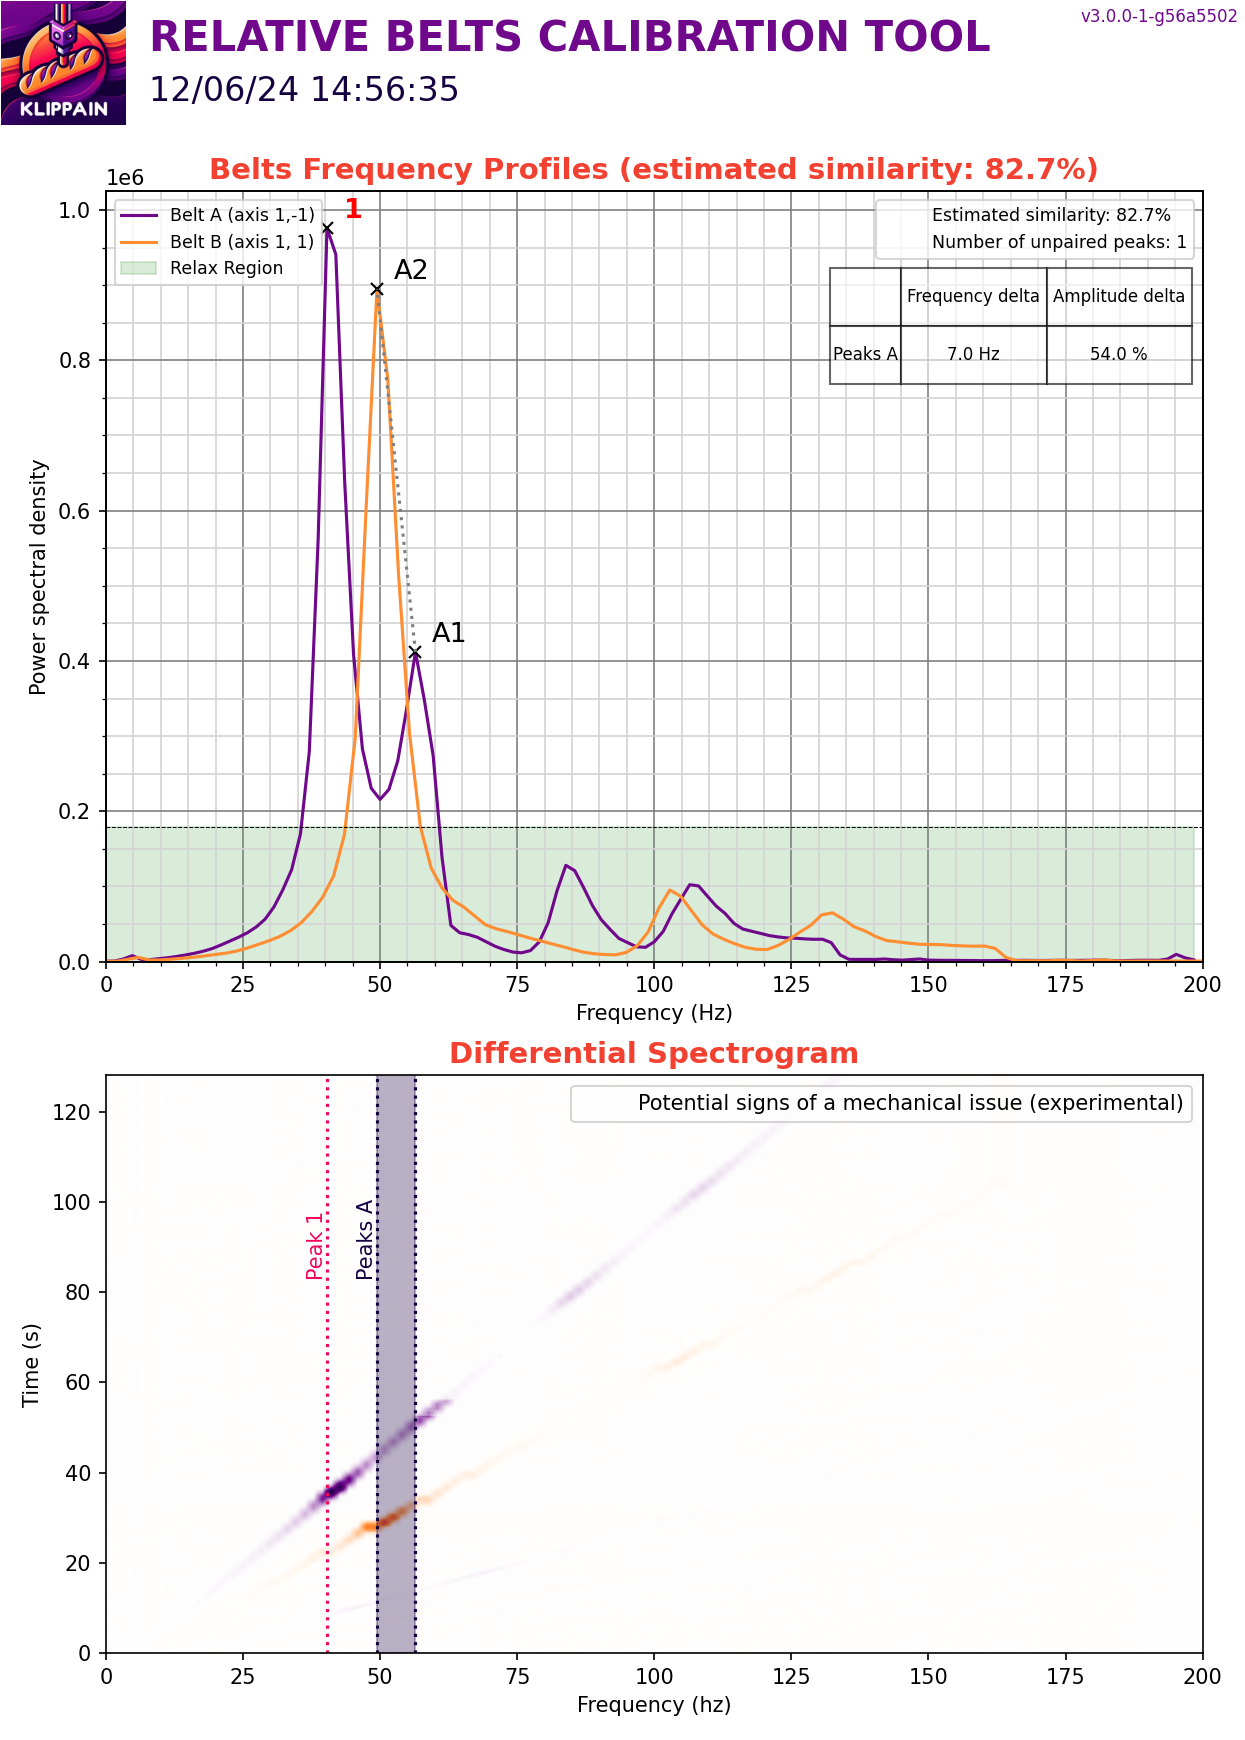 KLIPPAIN
RELATIVE BELTS CALIBRATION TOOL
12/06/24 14:56:35
v3.0.0-1-g56a5502
Belts Frequency Profiles (estimated similarity: 82.7%)
1e6
Belt A (axis 1,-1)
Belt B (axis 1, 1)
Relax Region
1
A2
A1
Estimated similarity: 82.7%
Number of unpaired peaks: 1
Frequency delta Amplitude delta
Peaks A 7.0 Hz 54.0 %
Power spectral density
1.0
0.8
0.6
0.4
0.2
0.0
0 25 50 75 100 125 150 175 200
Frequency (Hz)
Differential Spectrogram
Potential signs of a mechanical issue (experimental)
Peak 1
Peaks A
Time (s)
120
100
80
60
40
20
0
0 25 50 75 100 125 150 175 200
Frequency (hz)